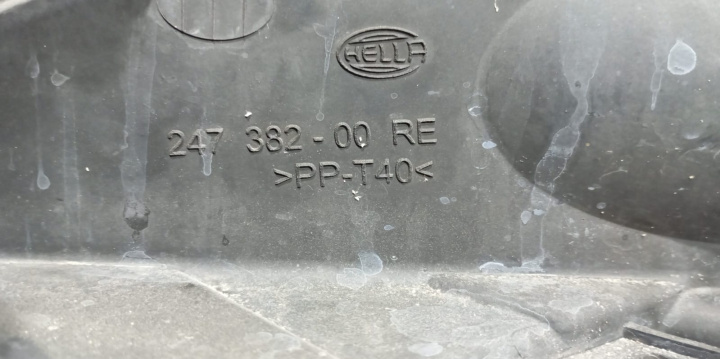 HELLA
247 382-00 RE
>PP-T40<